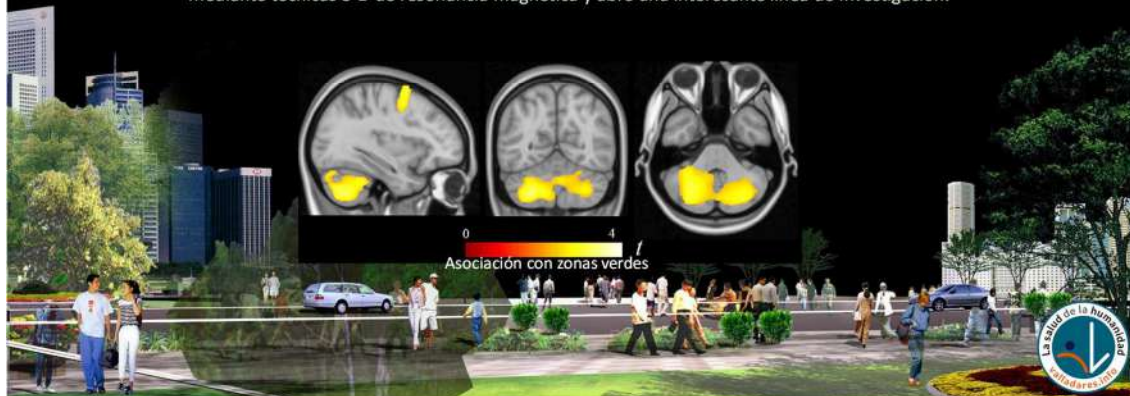 mediante técnicas 3-D de resonancia magnética y abre una interesante línea de investigación.
0 4 t
Asociación con zonas verdes
La salud de la humanidad
valladares.info